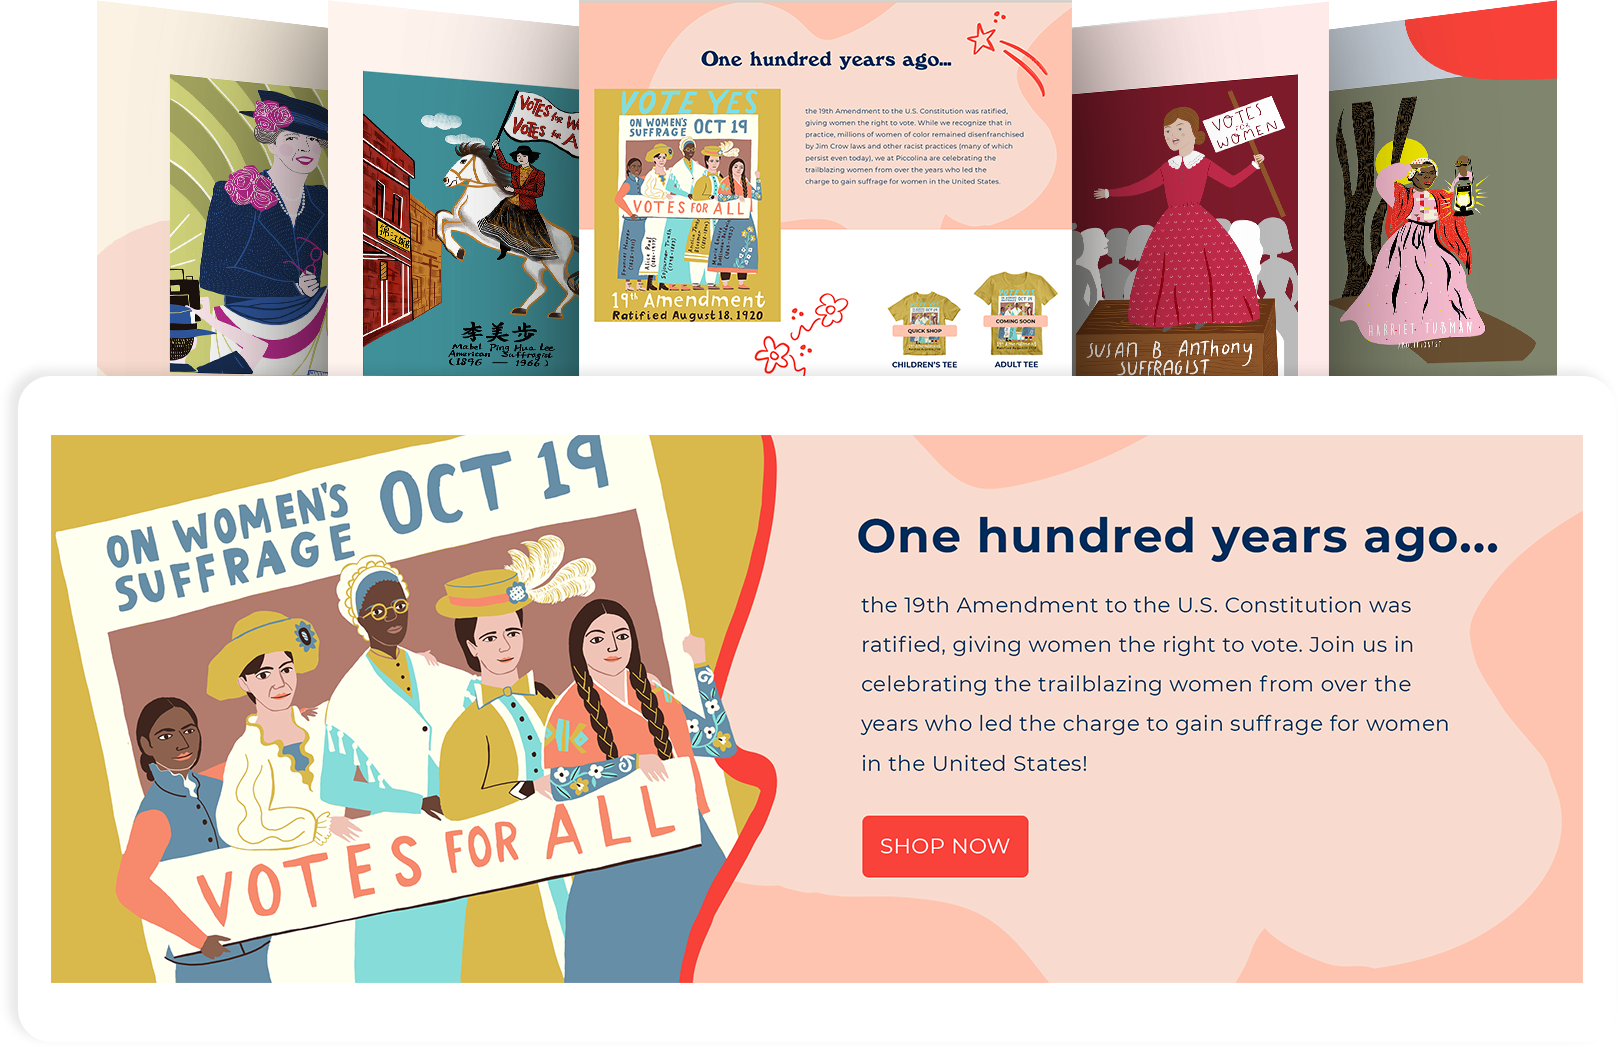 VOTES for W
VOTES for A
李美步
Mabel Ping Hua Lee
American Suffragist
(1896 — 1966)
One hundred years ago...
VOTE YES
ON WOMEN'S
SUFFRAGE OCT 19
VOTES FOR ALL
19th Amendment
Ratified August 18, 1920
the 19th Amendment to the U.S. Constitution was ratified,
giving women the right to vote. While we recognize that in
practice, millions of women of color remained disenfranchised
by Jim Crow laws and other racist practices (many of which
persist even today), we at Piccolina are celebrating the
trailblazing women from over the years who led the
charge to gain suffrage for women in the United States.
QUICK SHOP
CHILDREN'S TEE
COMING SOON
ADULT TEE
VOTES
FOR
WOMEN
SUSAN B ANthony
SUFFRAGIST
HARRIET TUBMAN
ON WOMEN'S
SUFFRAGE
OCT 19
VOTES FOR ALL
One hundred years ago...
the 19th Amendment to the U.S. Constitution was
ratified, giving women the right to vote. Join us in
celebrating the trailblazing women from over the
years who led the charge to gain suffrage for women
in the United States!
SHOP NOW